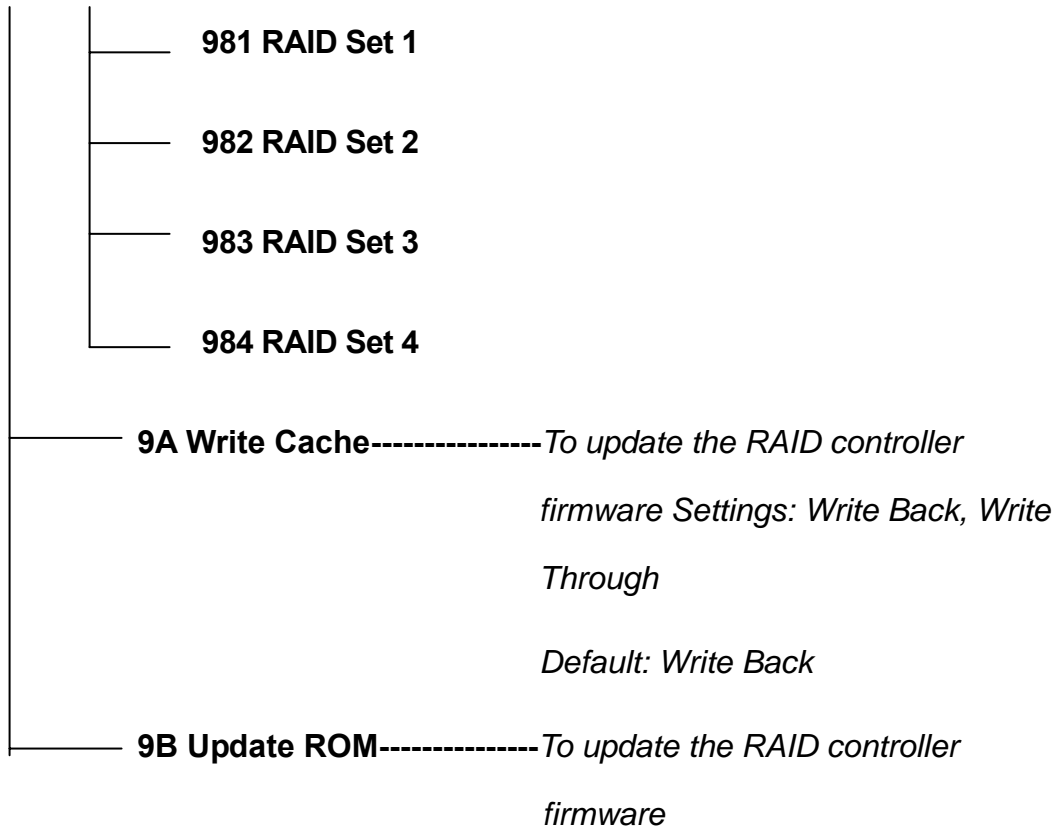 981 RAID Set 1
982 RAID Set 2
983 RAID Set 3
984 RAID Set 4
9A Write Cache----------------To update the RAID controller
firmware Settings: Write Back, Write
Through
Default: Write Back
9B Update ROM---------------To update the RAID controller
firmware